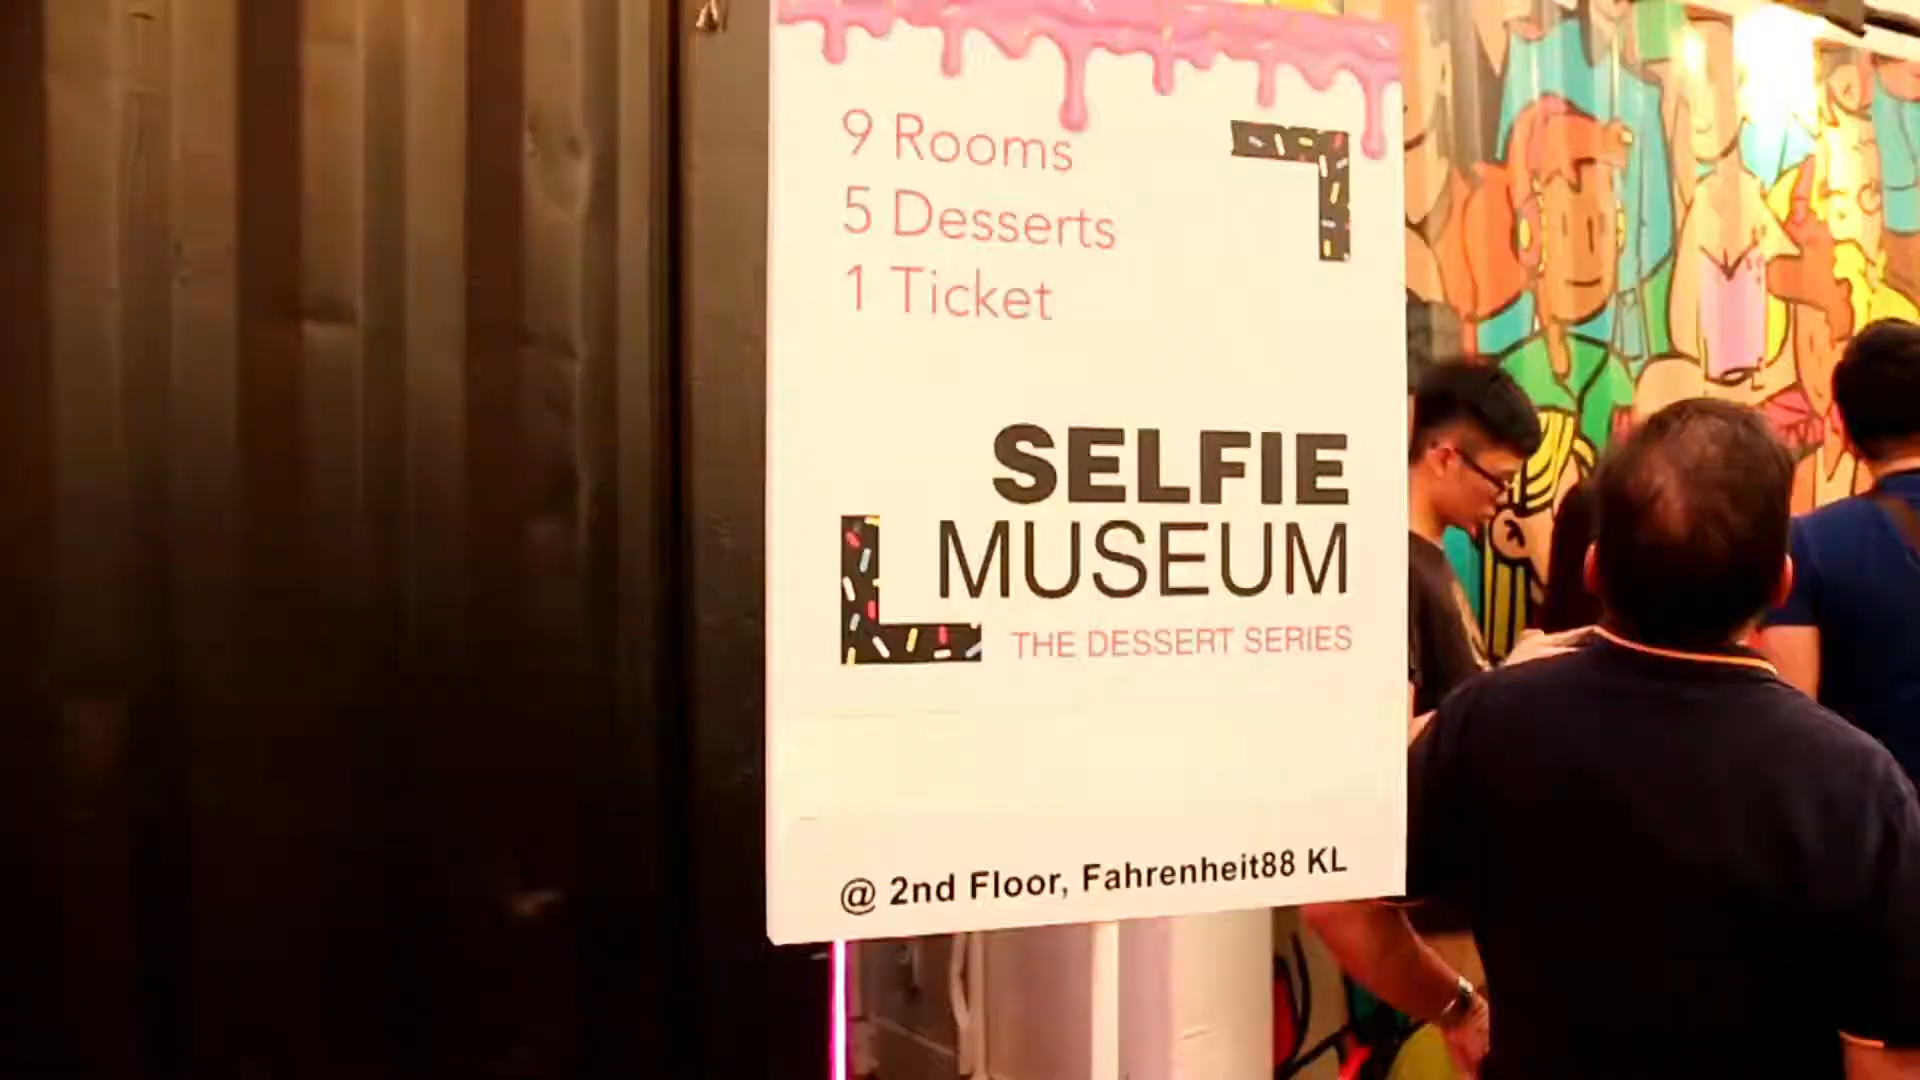 9 Rooms
5 Desserts
1 Ticket
SELFIE
MUSEUM
THE DESSERT SERIES
@ 2nd Floor, Fahrenheit88 KL